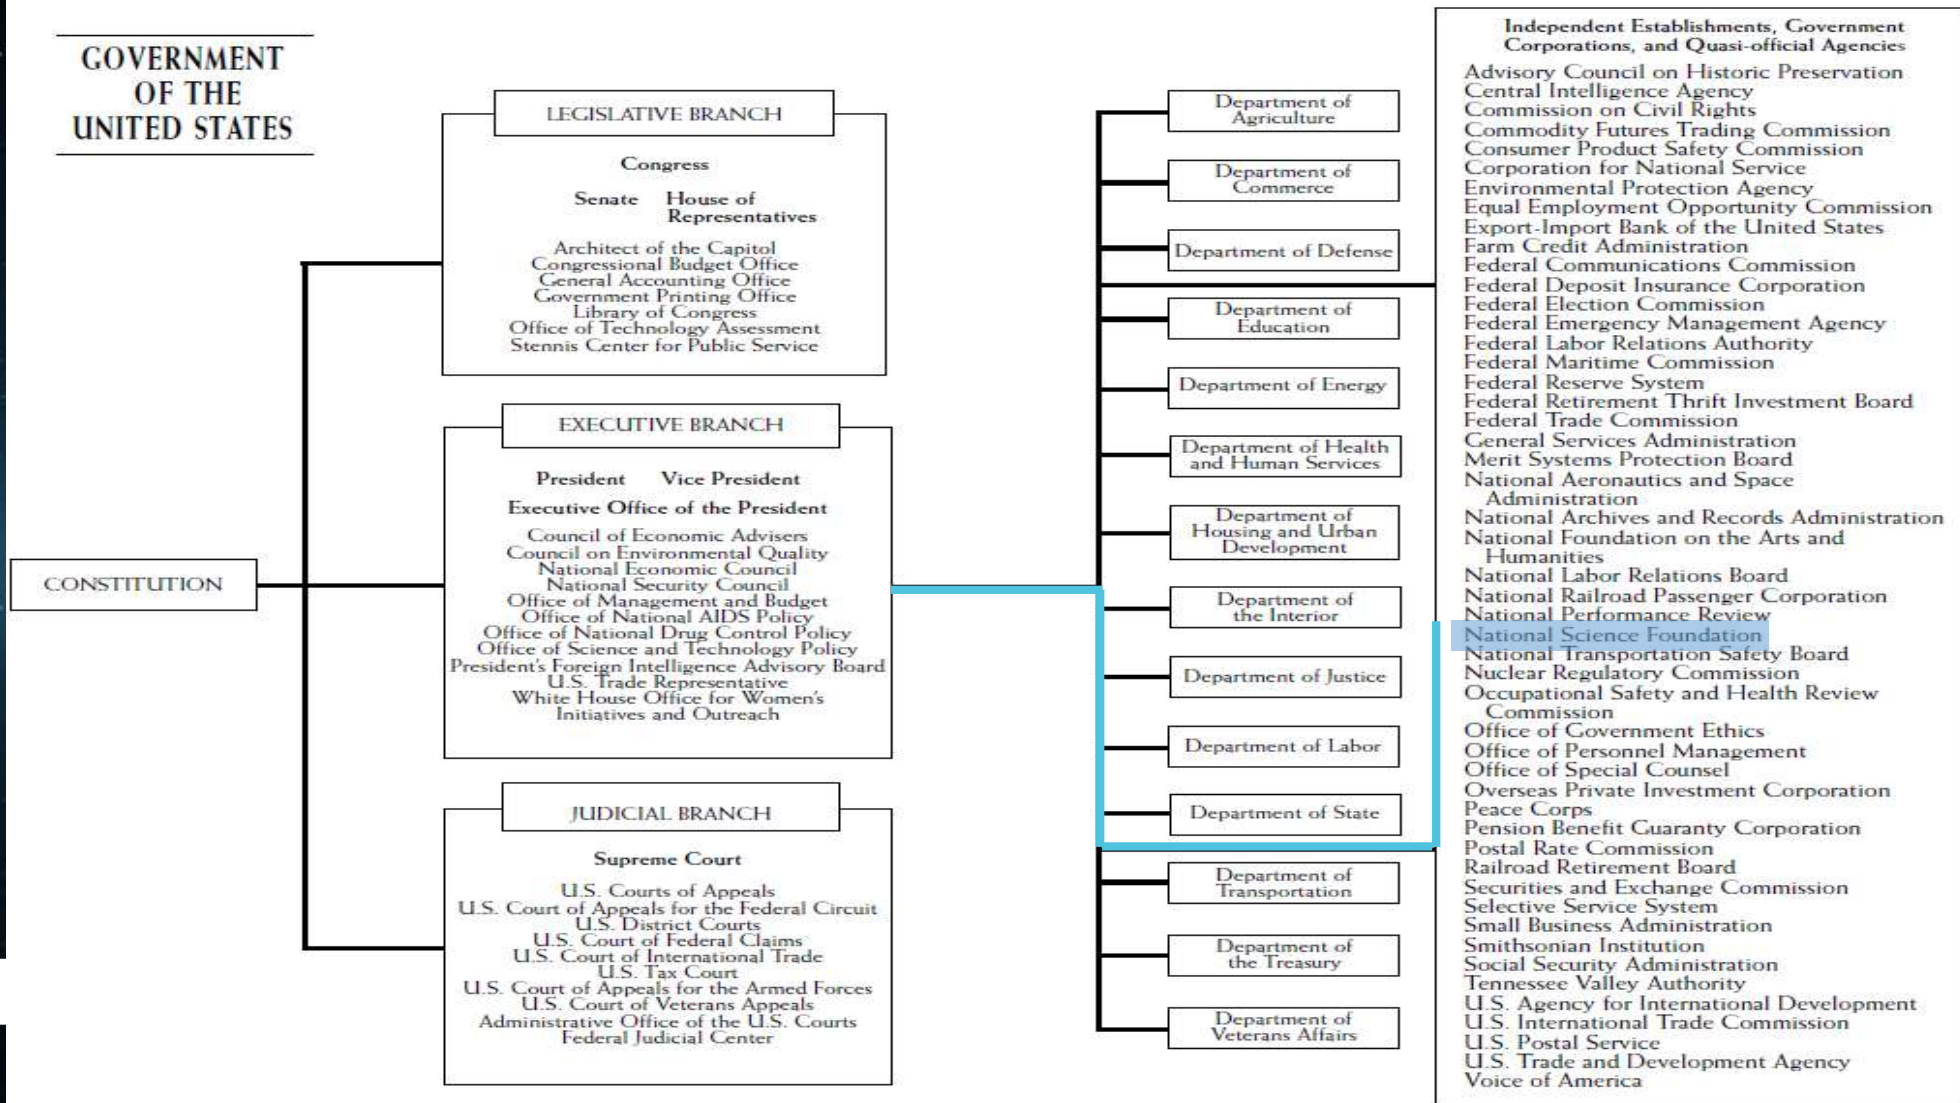 GOVERNMENT
OF THE
UNITED STATES
CONSTITUTION
LEGISLATIVE BRANCH
Congress
Senate House of
Representatives
Architect of the Capitol
Congressional Budget Office
General Accounting Office
Government Printing Office
Library of Congress
Office of Technology Assessment
Stennis Center for Public Service
EXECUTIVE BRANCH
President Vice President
Executive Office of the President
Council of Economic Advisers
Council on Environmental Quality
National Economic Council
National Security Council
Office of Management and Budget
Office of National AIDS Policy
Office of National Drug Control Policy
Office of Science and Technology Policy
President's Foreign Intelligence Advisory Board
U.S. Trade Representative
White House Office for Women's
Initiatives and Outreach
JUDICIAL BRANCH
Supreme Court
U.S. Courts of Appeals
U.S. Court of Appeals for the Federal Circuit
U.S. District Courts
U.S. Court of Federal Claims
U.S. Court of International Trade
U.S. Tax Court
U.S. Court of Appeals for the Armed Forces
U.S. Court of Veterans Appeals
Administrative Office of the U.S. Courts
Federal Judicial Center
Department of
Agriculture
Department of
Commerce
Department of Defense
Department of
Education
Department of Energy
Department of Health
and Human Services
Department of
Housing and Urban
Development
Department of
the Interior
Department of Justice
Department of Labor
Department of State
Department of
Transportation
Department of
the Treasury
Department of
Veterans Affairs
Independent Establishments, Government
Corporations, and Quasi-official Agencies
Advisory Council on Historic Preservation
Central Intelligence Agency
Commission on Civil Rights
Commodity Futures Trading Commission
Consumer Product Safety Commission
Corporation for National Service
Environmental Protection Agency
Equal Employment Opportunity Commission
Export-Import Bank of the United States
Farm Credit Administration
Federal Communications Commission
Federal Deposit Insurance Corporation
Federal Election Commission
Federal Emergency Management Agency
Federal Labor Relations Authority
Federal Maritime Commission
Federal Reserve System
Federal Retirement Thrift Investment Board
Federal Trade Commission
General Services Administration
Merit Systems Protection Board
National Aeronautics and Space
Administration
National Archives and Records Administration
National Foundation on the Arts and
Humanities
National Labor Relations Board
National Railroad Passenger Corporation
National Performance Review
National Science Foundation
National Transportation Safety Board
Nuclear Regulatory Commission
Occupational Safety and Health Review
Commission
Office of Government Ethics
Office of Personnel Management
Office of Special Counsel
Overseas Private Investment Corporation
Peace Corps
Pension Benefit Guaranty Corporation
Postal Rate Commission
Railroad Retirement Board
Securities and Exchange Commission
Selective Service System
Small Business Administration
Smithsonian Institution
Social Security Administration
Tennessee Valley Authority
U.S. Agency for International Development
U.S. International Trade Commission
U.S. Postal Service
U.S. Trade and Development Agency
Voice of America